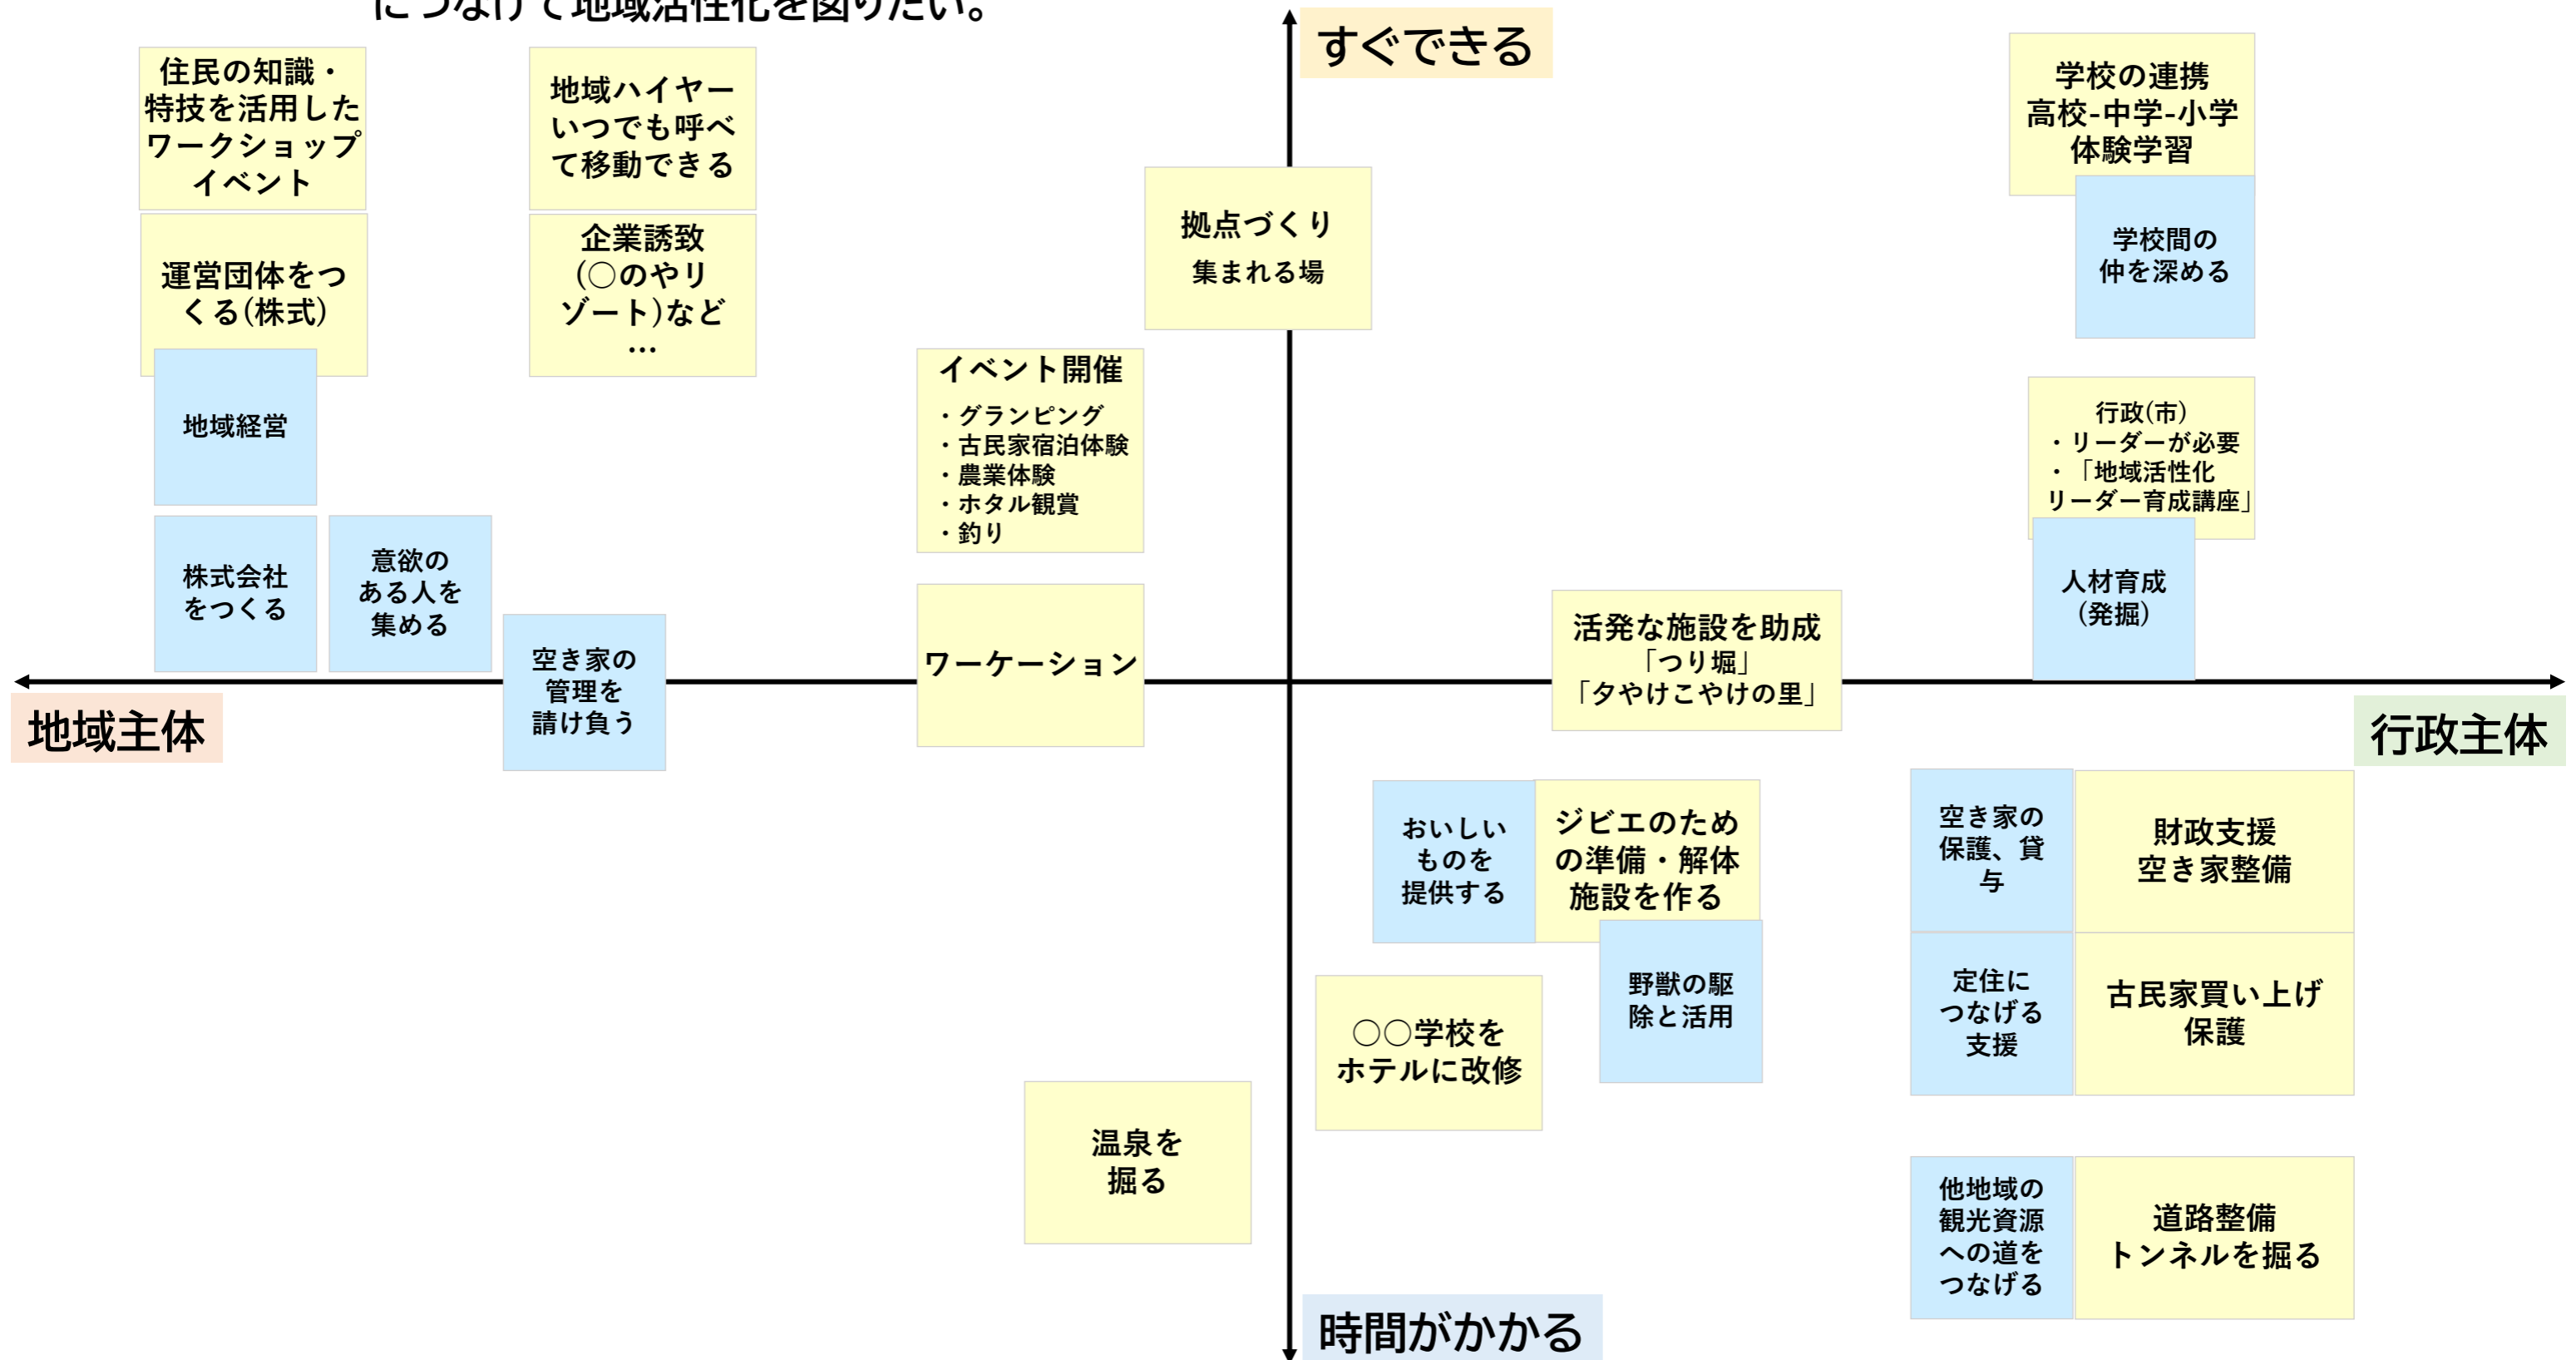 につなげて地域活性化を図りたい。
すぐできる
住民の知識・
特技を活用した
ワークショップ
イベント
地域ハイヤー
いつでも呼べ
て移動できる
学校の連携
高校-中学-小学
体験学習
拠点づくり
集まれる場
学校間の
仲を深める
運営団体をつ
くる(株式)
企業誘致
(○のやリ
ゾート)など
…
地域経営
イベント開催
・グランピング
・古民家宿泊体験
・農業体験
・ホタル観賞
・釣り
行政(市)
・リーダーが必要
・「地域活性化
リーダー育成講座」
株式会社
をつくる
意欲の
ある人を
集める
人材育成
(発掘)
空き家の
管理を
請け負う
ワーケーション
活発な施設を助成
「つり堀」
「夕やけこやけの里」
地域主体
行政主体
おいしい
ものを
提供する
ジビエのため
の準備・解体
施設を作る
空き家の
保護、貸
与
財政支援
空き家整備
野獣の駆
除と活用
○○学校を
ホテルに改修
定住に
つなげる
支援
古民家買い上げ
保護
温泉を
掘る
他地域の
観光資源
への道を
つなげる
道路整備
トンネルを掘る
時間がかかる